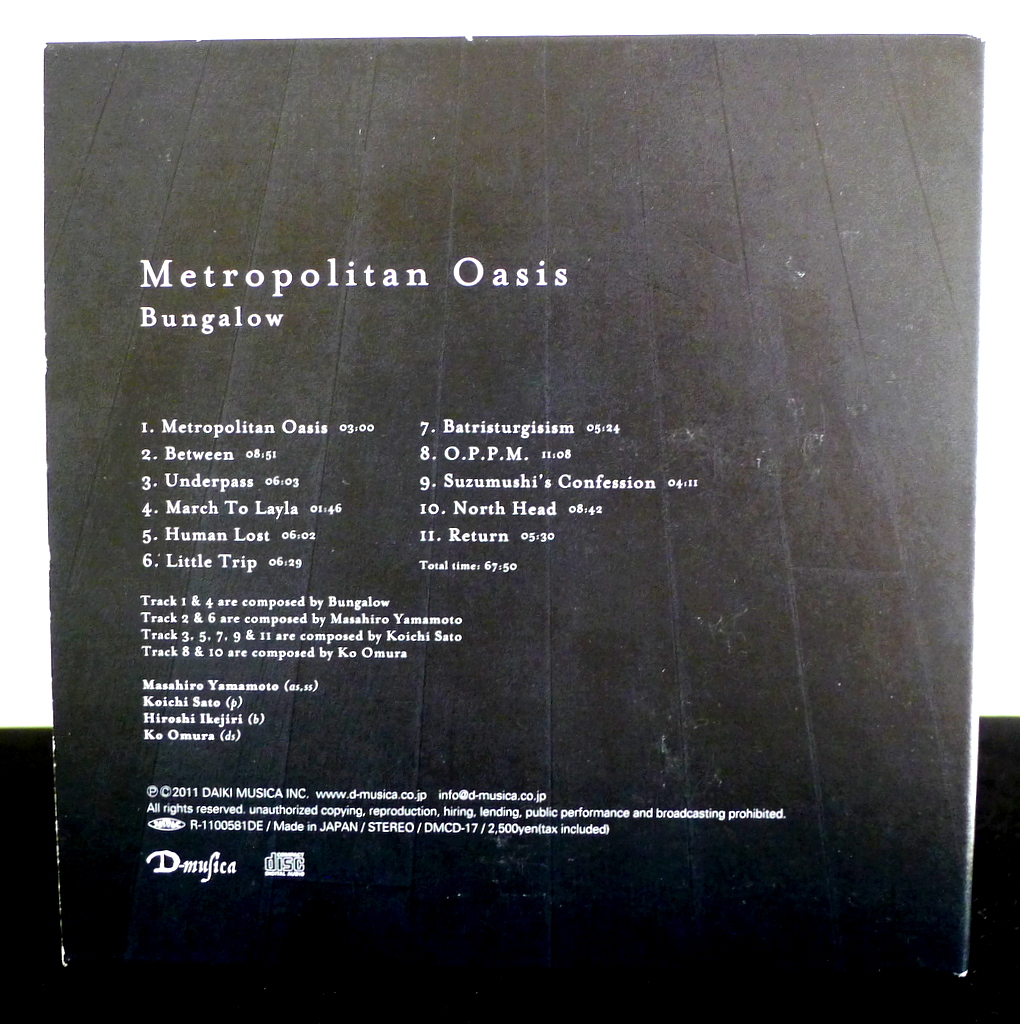 Metropolitan Oasis
Bungalow
1. Metropolitan Oasis 03:00
2. Between 08:51
3. Underpass 06:03
4. March To Layla 01:46
5. Human Lost 06:02
6. Little Trip 06:29
7. Batristurgisism 05:24
8. O.P.P.M. 11:08
9. Suzumushi's Confession 04:11
10. North Head 08:42
11. Return 05:30
Total time: 67:50
Track 1 & 4 are composed by Bungalow
Track 2 & 6 are composed by Masahiro Yamamoto
Track 3, 5, 7, 9 & 11 are composed by Koichi Sato
Track 8 & 10 are composed by Ko Omura
Masahiro Yamamoto (as,ss)
Koichi Sato (p)
Hiroshi Ikejiri (b)
Ko Omura (ds)
Ⓟ©2011 DAIKI MUSICA INC. www.d-musica.co.jp info@d-musica.co.jp
All rights reserved. unauthorized copying, reproduction, hiring, lending, public performance and broadcasting prohibited.
R-1100581DE / Made in JAPAN / STEREO / DMCD-17 / 2,500yen(tax included)
D-musica
COMPACT disc DIGITAL AUDIO